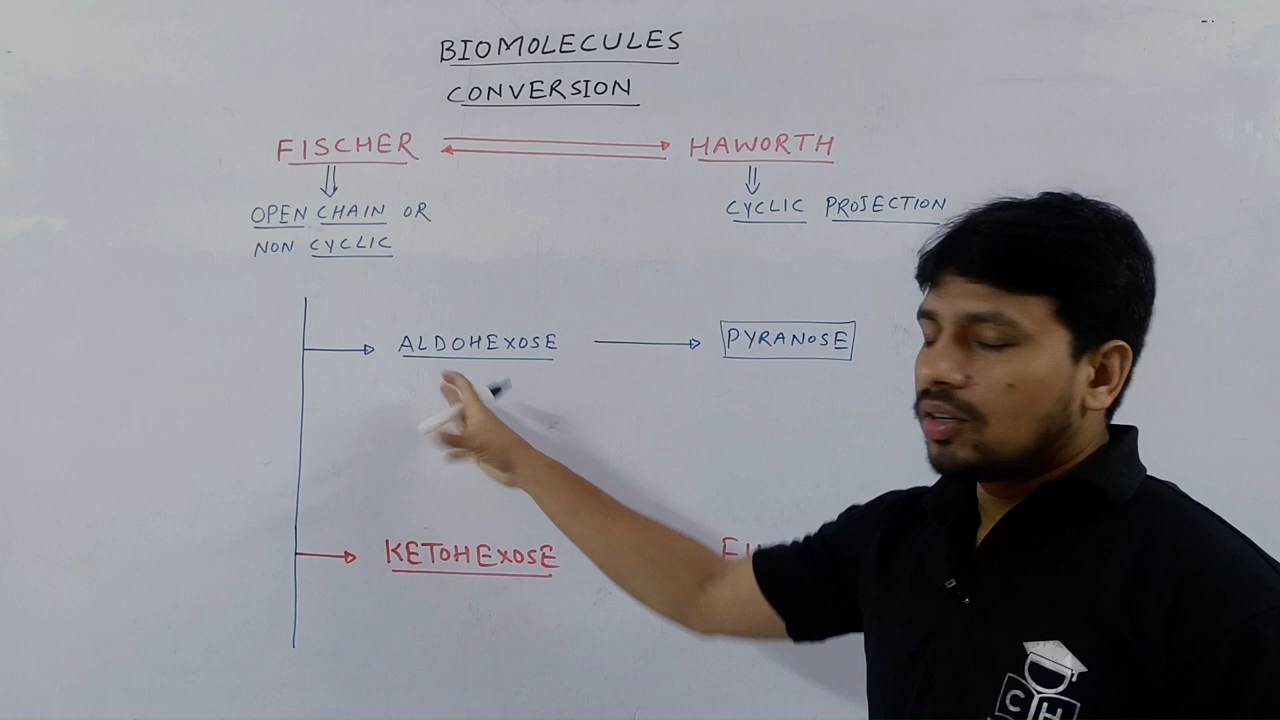 BIOMOLECULES
CONVERSION
FISCHER HAWORTH
OPEN CHAIN OR
NON CYCLIC
CYCLIC PROJECTION
ALDOHEXOSE PYRANOSE
KETOHEXOSE
C H